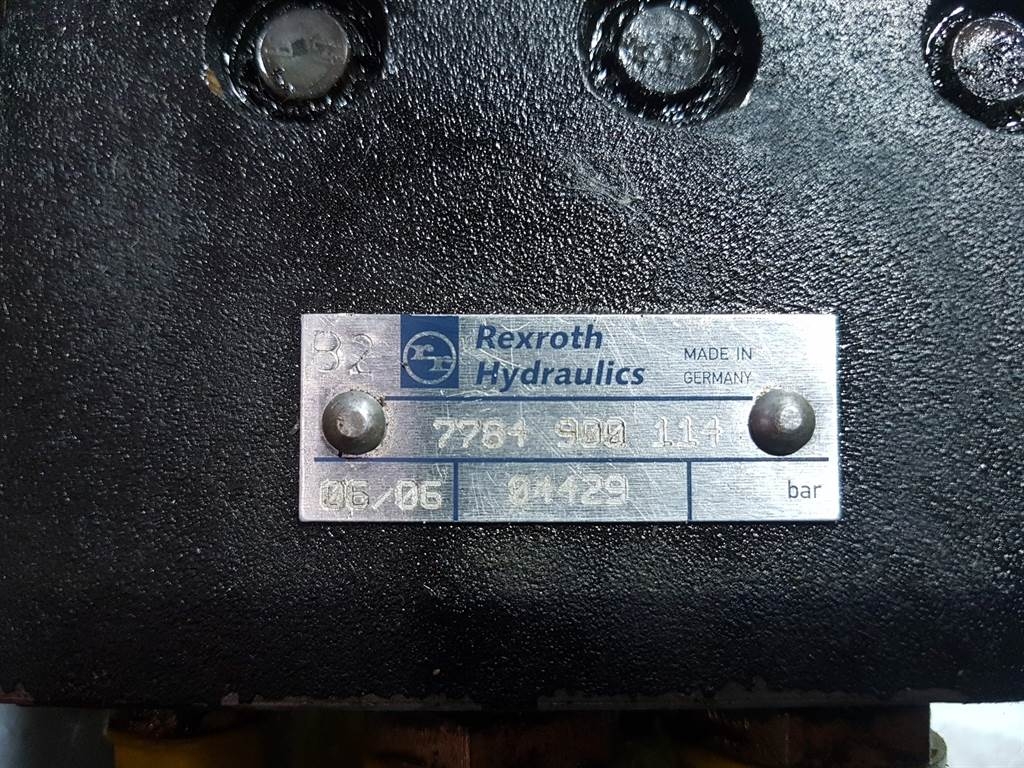 B2
Rexroth
Hydraulics
MADE IN
GERMANY
7784 900 114
06/06 04429 bar